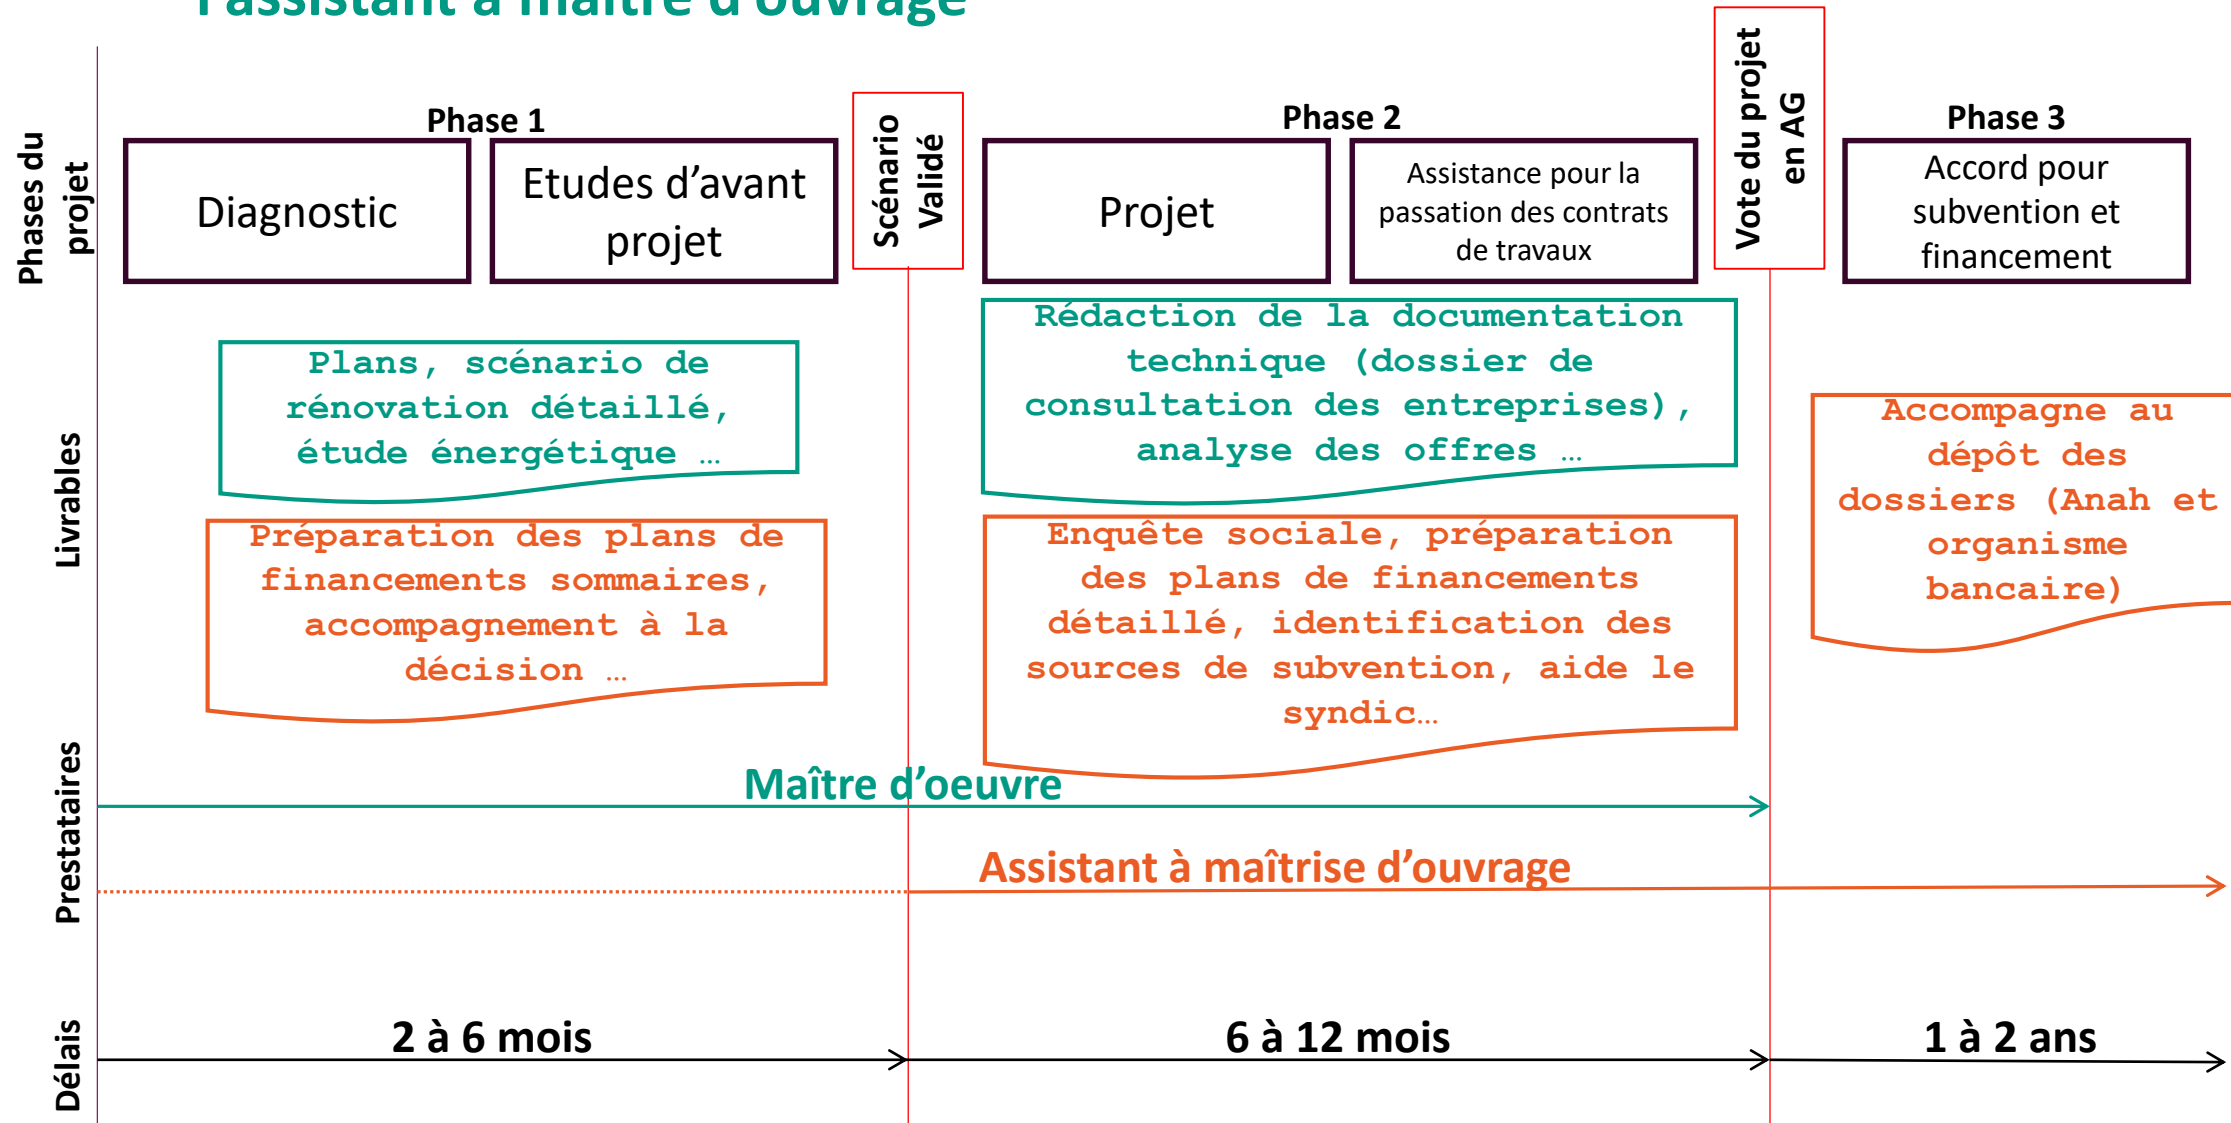 l'assistant à maître d'ouvrage
Phases du
projet
Phase 1
Diagnostic
Etudes d’avant
projet
Scénario
Validé
Phase 2
Projet
Assistance pour la
passation des contrats
de travaux
Vote du projet
en AG
Phase 3
Accord pour
subvention et
financement
Livrables
Plans, scénario de
rénovation détaillé,
étude énergétique …
Rédaction de la documentation
technique (dossier de
consultation des entreprises),
analyse des offres …
Préparation des plans de
financements sommaires,
accompagnement à la
décision …
Enquête sociale, préparation
des plans de financements
détaillé, identification des
sources de subvention, aide le
syndic…
Accompagne au
dépôt des
dossiers (Anah et
organisme
bancaire)
Prestataires
Maître d’oeuvre
Assistant à maîtrise d’ouvrage
Délais
2 à 6 mois
6 à 12 mois
1 à 2 ans